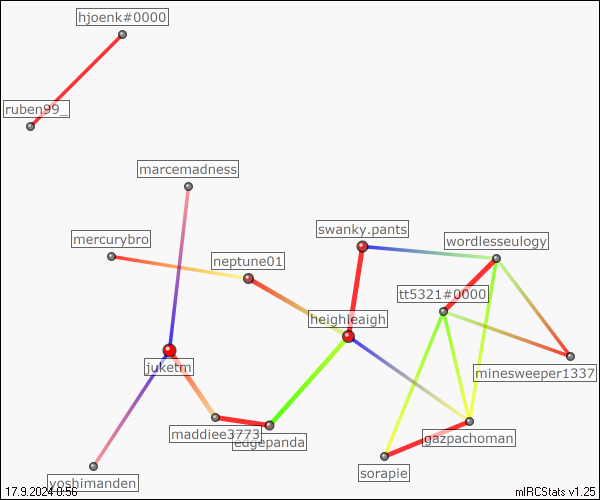 hjoenk#0000
ruben99_
marcemadness
swanky.pants
mercurybro
wordlesseulogy
neptune01
tt5321#0000
heighleaigh
juketm
minesweeper1337
maddiee3773
edgepanda
gazpachoman
sorapie
yoshimanden
17.9.2024 0:56
mIRCStats v1.25